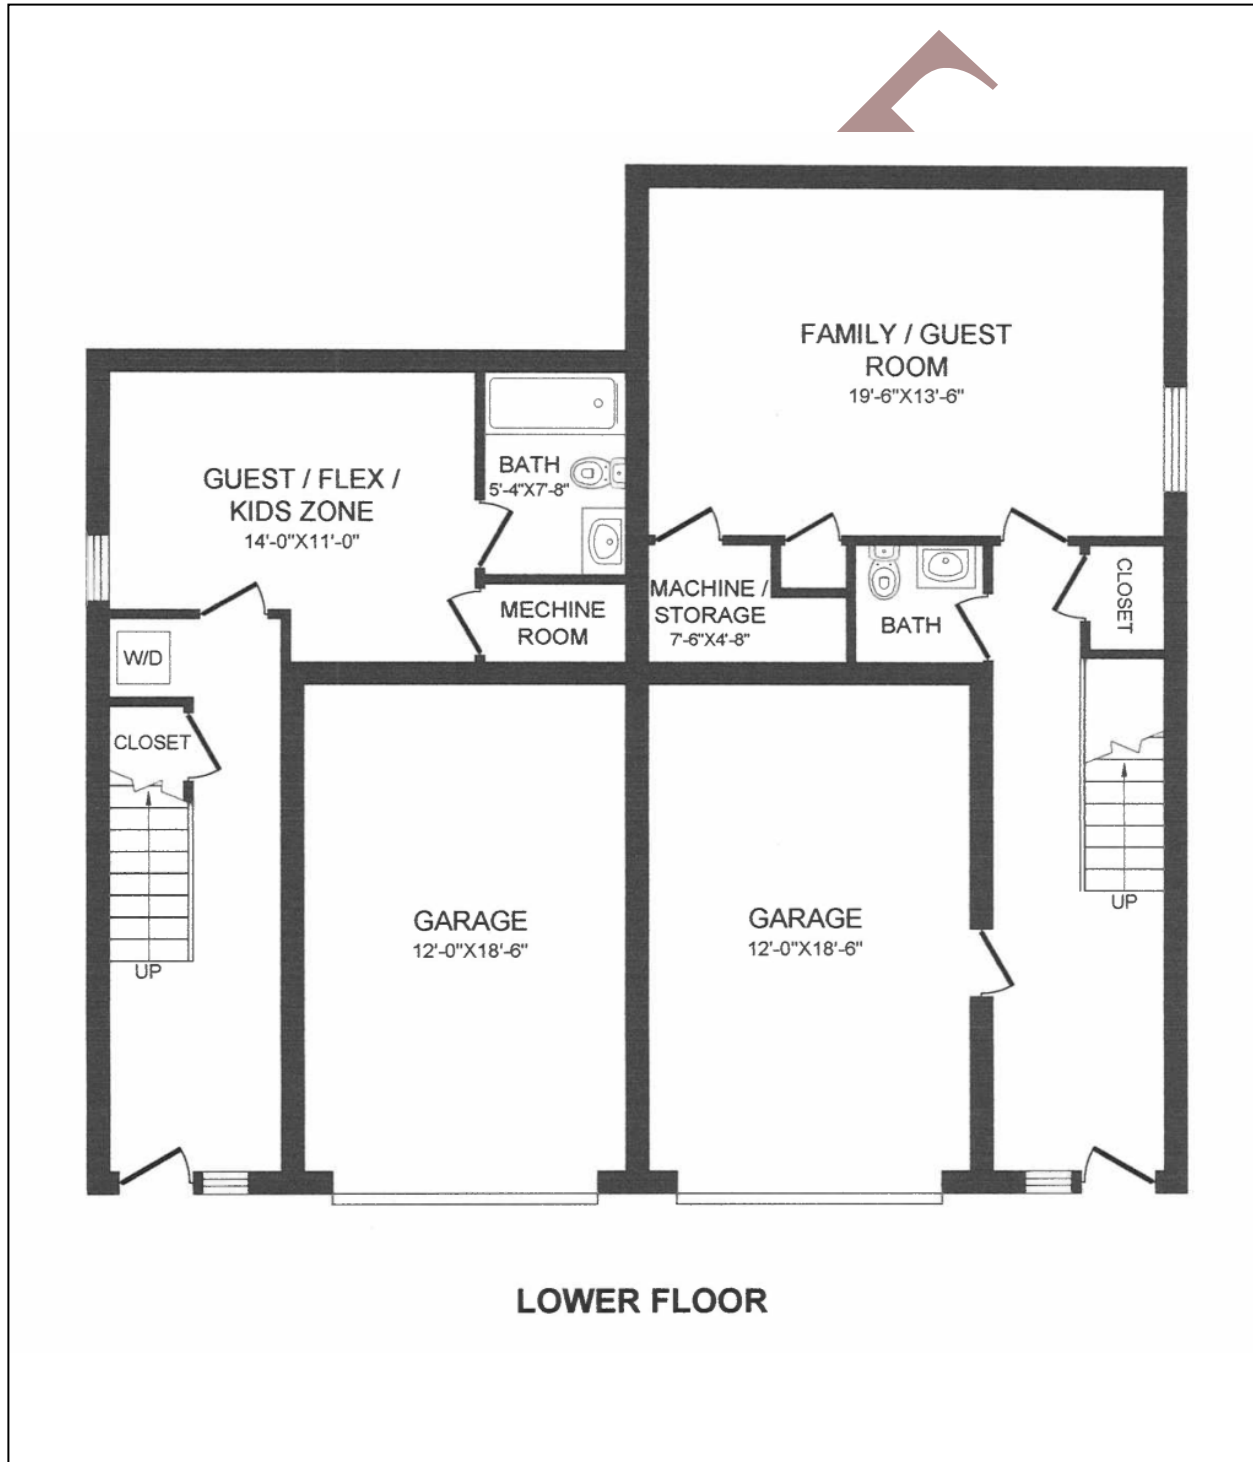 FAMILY / GUEST
ROOM
19'-6"X13'-6"
GUEST / FLEX /
KIDS ZONE
14'-0"X11'-0"
BATH
5'-4"X7'-8"
MECHINE
ROOM
MACHINE /
STORAGE
7'-6"X4'-8"
BATH
CLOSET
W/D
CLOSET
UP
GARAGE
12'-0"X18'-6"
GARAGE
12'-0"X18'-6"
UP
LOWER FLOOR